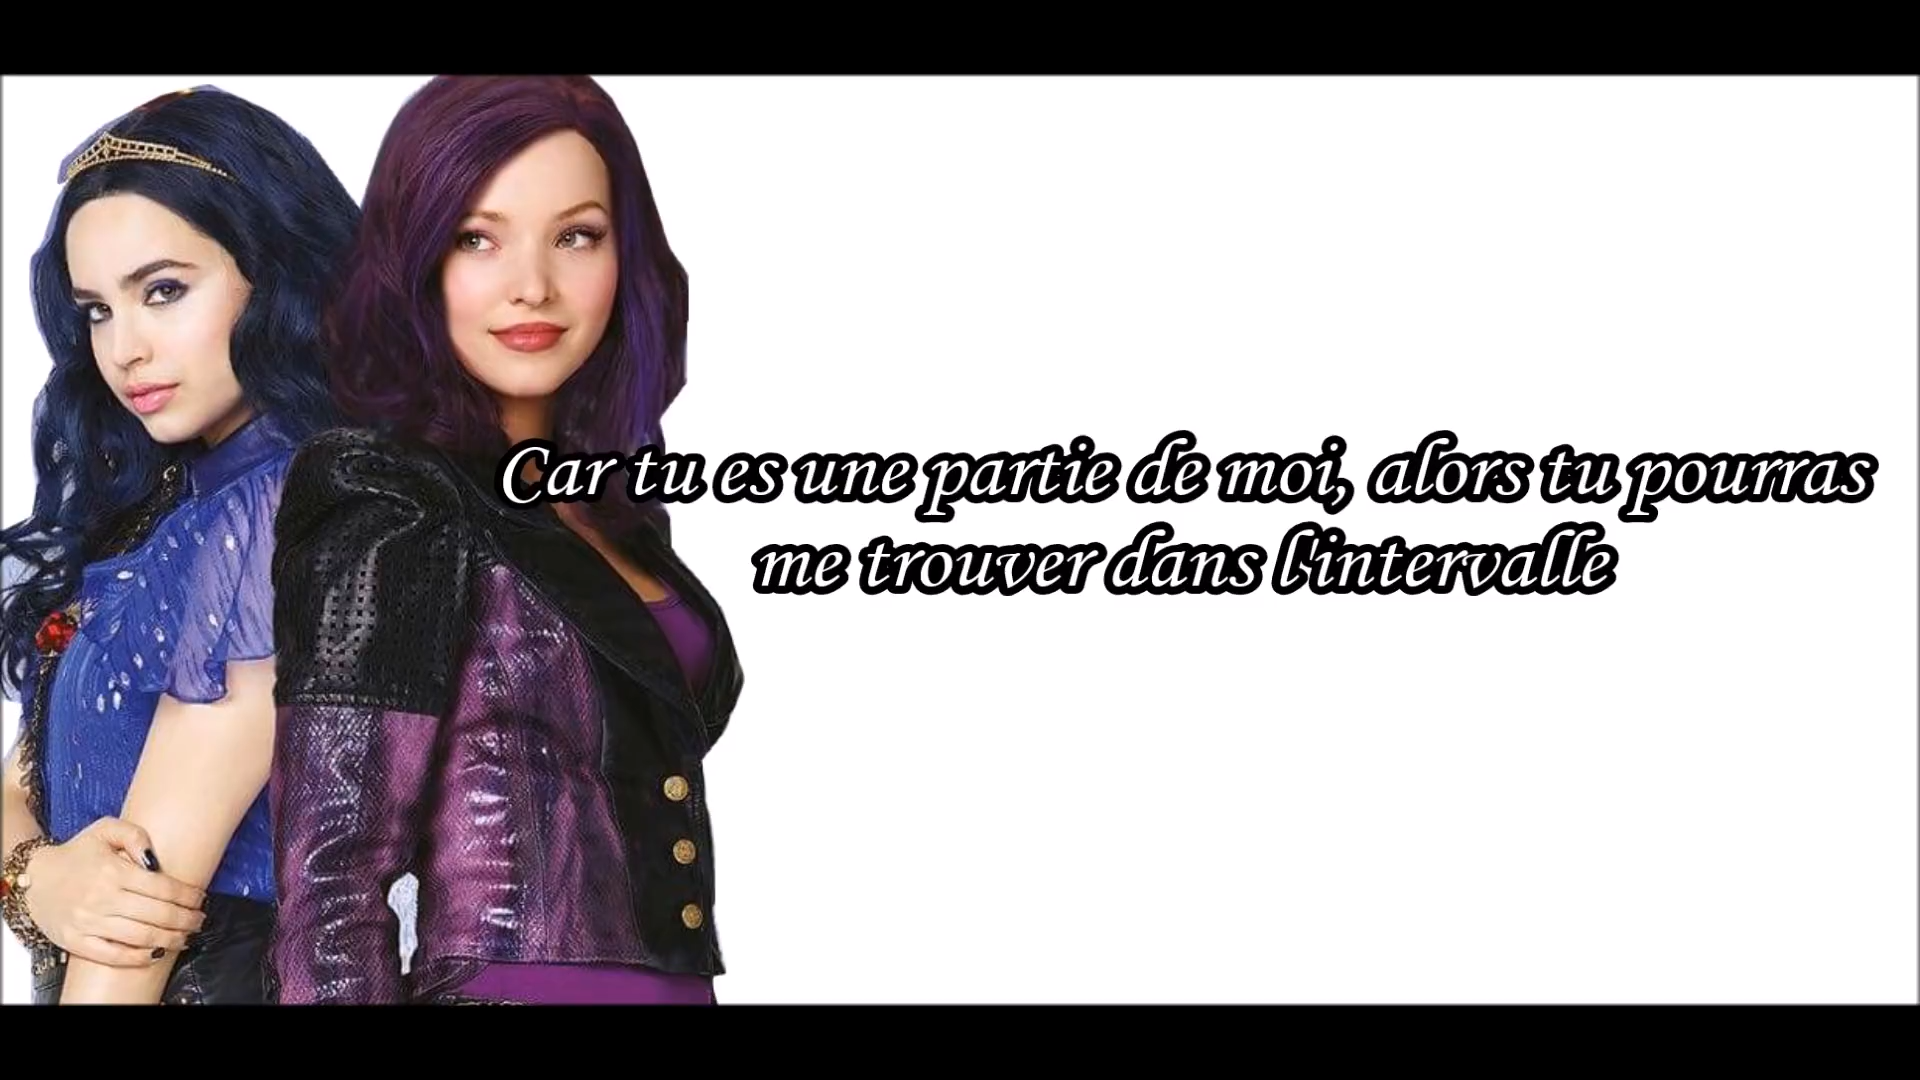 Car tu es une partie de moi, alors tu pourras
me trouver dans l'intervalle